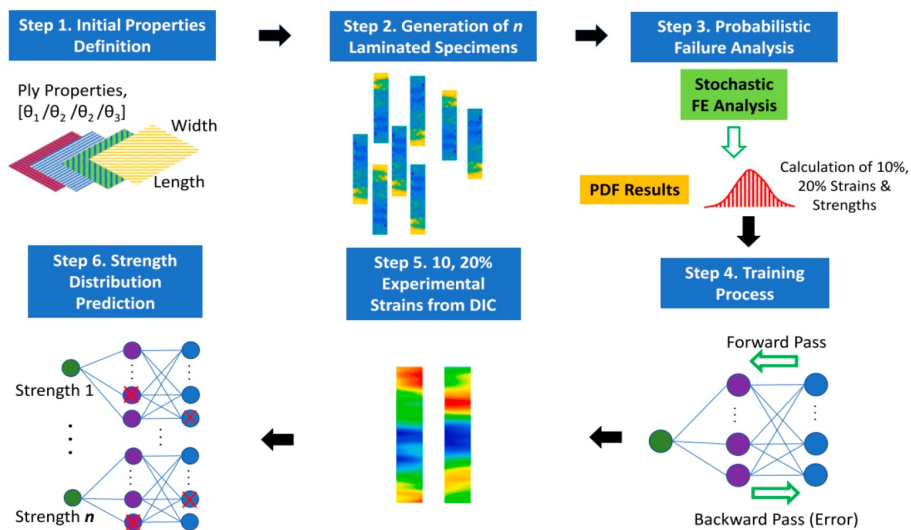 Step 1. Initial Properties
Definition
Step 2. Generation of n
Laminated Specimens
Step 3. Probabilistic
Failure Analysis
Ply Properties,
[θ1/θ2/θ2/θ3]
Width
Length
Stochastic
FE Analysis
PDF Results
Calculation of 10%,
20% Strains &
Strengths
Step 4. Training
Process
Forward Pass
Backward Pass (Error)
Step 5. 10, 20%
Experimental
Strains from DIC
Step 6. Strength
Distribution
Prediction
Strength 1
Strength n